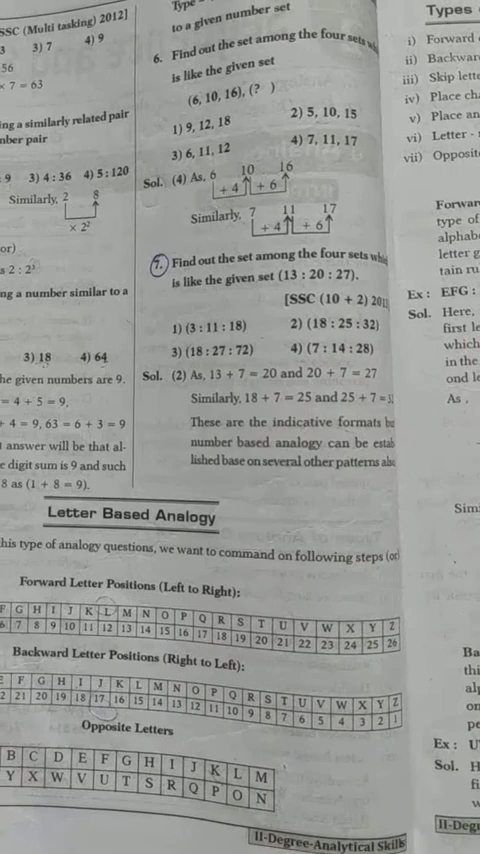 SSC (Multi tasking) 2012]
3 3) 7 4) 9
56
× 7 = 63
ing a similarly related pair
nber pair
: 9 3) 4 : 36 4) 5 : 120
Similarly, 2 8
× 2²
or)
s 2 : 2³
ng a number similar to a
3) 18 4) 64
he given numbers are 9.
= 4 + 5 = 9,
+ 4 = 9, 63 = 6 + 3 = 9
t answer will be that al-
e digit sum is 9 and such
8 as (1 + 8 = 9).
Type
to a given number set
6. Find out the set among the four sets
is like the given set
(6, 10, 16), (? )
1) 9, 12, 18 2) 5, 10, 15
3) 6, 11, 12 4) 7, 11, 17
Sol. (4) As, 6 10 16
+ 4 + 6
Similarly, 7 11 17
+ 4 + 6
7. Find out the set among the four sets
is like the given set (13 : 20 : 27).
[SSC (10 + 2) 201
1) (3 : 11 : 18) 2) (18 : 25 : 32)
3) (18 : 27 : 72) 4) (7 : 14 : 28)
Sol. (2) As, 13 + 7 = 20 and 20 + 7 = 27
Similarly, 18 + 7 = 25 and 25 + 7 =
These are the indicative formats
number based analogy can be estab
lished base on several other patterns
Letter Based Analogy
his type of analogy questions, we want to command on following steps (or)
Forward Letter Positions (Left to Right):
F G H I J K L M N O P Q R S T U V W X Y Z
6 7 8 9 10 11 12 13 14 15 16 17 18 19 20 21 22 23 24 25 26
Backward Letter Positions (Right to Left):
E F G H I J K L M N O P Q R S T U V W X Y Z
2 21 20 19 18 17 16 15 14 13 12 11 10 9 8 7 6 5 4 3 2 1
Opposite Letters
B C D E F G H I J K L M
Y X W V U T S R Q P O N
II-Degree-Analytical Skills
Types
i) Forward
ii) Backwar
iii) Skip lette
iv) Place cha
v) Place an
vi) Letter -
vii) Opposit
Forwar
type of
alphab
letter g
tain ru
Ex : EFG :
Sol. Here,
first le
which
in the
ond le
As ,
Simi
Ba
thi
alp
on
pe
Ex : U
Sol. H
fi
w
II-Deg